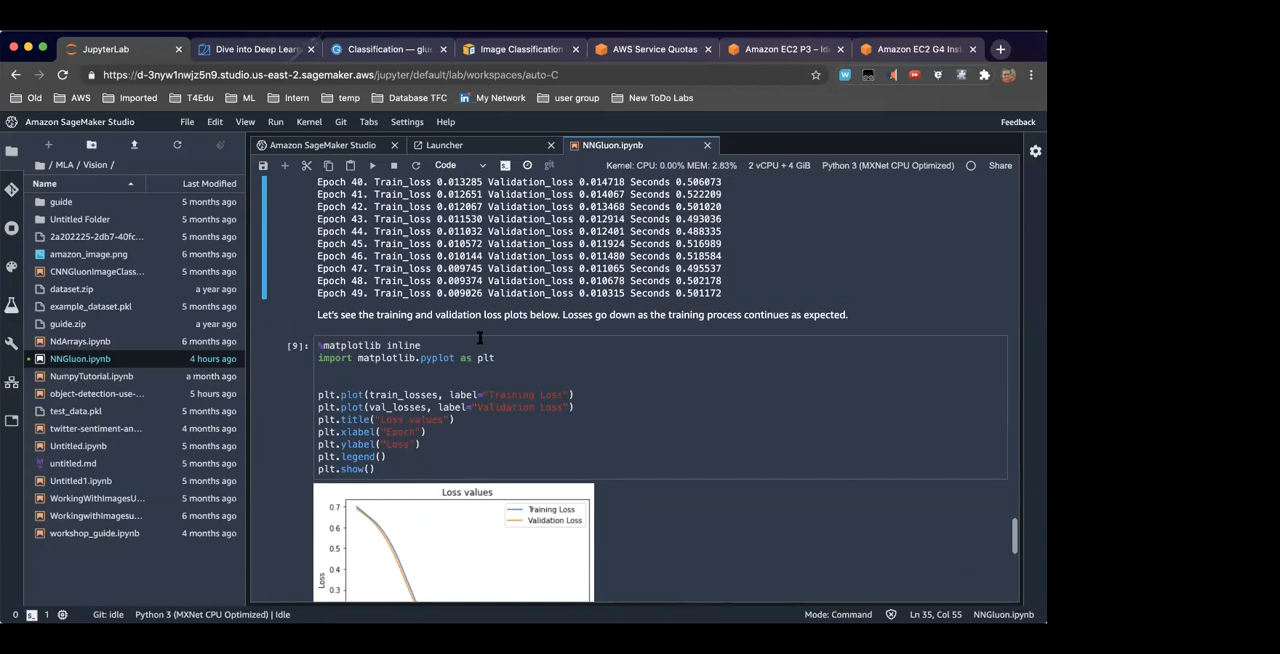 JupyterLab
Dive into Deep Lear
Classification — glu
Image Classification
AWS Service Quotas
Amazon EC2 P3 – Id
Amazon EC2 G4 Inst
https://d-3nyw1nwjz5n9.studio.us-east-2.sagemaker.aws/jupyter/default/lab/workspaces/auto-C
Old AWS Imported T4Edu ML Intern temp Database TFC My Network user group New ToDo Labs
Amazon SageMaker Studio File Edit View Run Kernel Git Tabs Settings Help Feedback
Amazon SageMaker Studio Launcher NNGluon.ipynb
Code Kernel: CPU: 0.00% MEM: 2.83% 2 vCPU + 4 GiB Python 3 (MXNet CPU Optimized) Share
/ MLA / Vision /
Name Last Modified
guide 5 months ago
Untitled Folder 5 months ago
2a202225-2db7-40fc... 5 months ago
amazon_image.png 6 months ago
CNNGluonImageClass... 5 months ago
dataset.zip a year ago
example_dataset.pkl 5 months ago
guide.zip a year ago
NdArrays.ipynb 6 months ago
NNGluon.ipynb 4 hours ago
NumpyTutorial.ipynb a month ago
object-detection-use-... 5 hours ago
test_data.pkl 5 months ago
twitter-sentiment-an... 5 months ago
Untitled.ipynb 5 months ago
untitled.md 5 months ago
Untitled1.ipynb 5 months ago
WorkingWithImagesU... 5 months ago
WorkingwithImagesu... 6 months ago
workshop_guide.ipynb 4 months ago
Epoch 40. Train_loss 0.013285 Validation_loss 0.014718 Seconds 0.506073
Epoch 41. Train_loss 0.012651 Validation_loss 0.014067 Seconds 0.522209
Epoch 42. Train_loss 0.012067 Validation_loss 0.013468 Seconds 0.501020
Epoch 43. Train_loss 0.011530 Validation_loss 0.012914 Seconds 0.493036
Epoch 44. Train_loss 0.011032 Validation_loss 0.012401 Seconds 0.488335
Epoch 45. Train_loss 0.010572 Validation_loss 0.011924 Seconds 0.516989
Epoch 46. Train_loss 0.010144 Validation_loss 0.011480 Seconds 0.518584
Epoch 47. Train_loss 0.009745 Validation_loss 0.011065 Seconds 0.495537
Epoch 48. Train_loss 0.009374 Validation_loss 0.010678 Seconds 0.502178
Epoch 49. Train_loss 0.009026 Validation_loss 0.010315 Seconds 0.501172
Let's see the training and validation loss plots below. Losses go down as the training process continues as expected.
[9]: %matplotlib inline
import matplotlib.pyplot as plt
plt.plot(train_losses, label="Training Loss")
plt.plot(val_losses, label="Validation Loss")
plt.title("Loss values")
plt.xlabel("Epoch")
plt.ylabel("Loss")
plt.legend()
plt.show()
Loss values
Training Loss
Validation Loss
0.7
0.6
0.5
0.4
0.3
Loss
0 1 Git: idle Python 3 (MXNet CPU Optimized) | Idle Mode: Command Ln 35, Col 55 NNGluon.ipynb